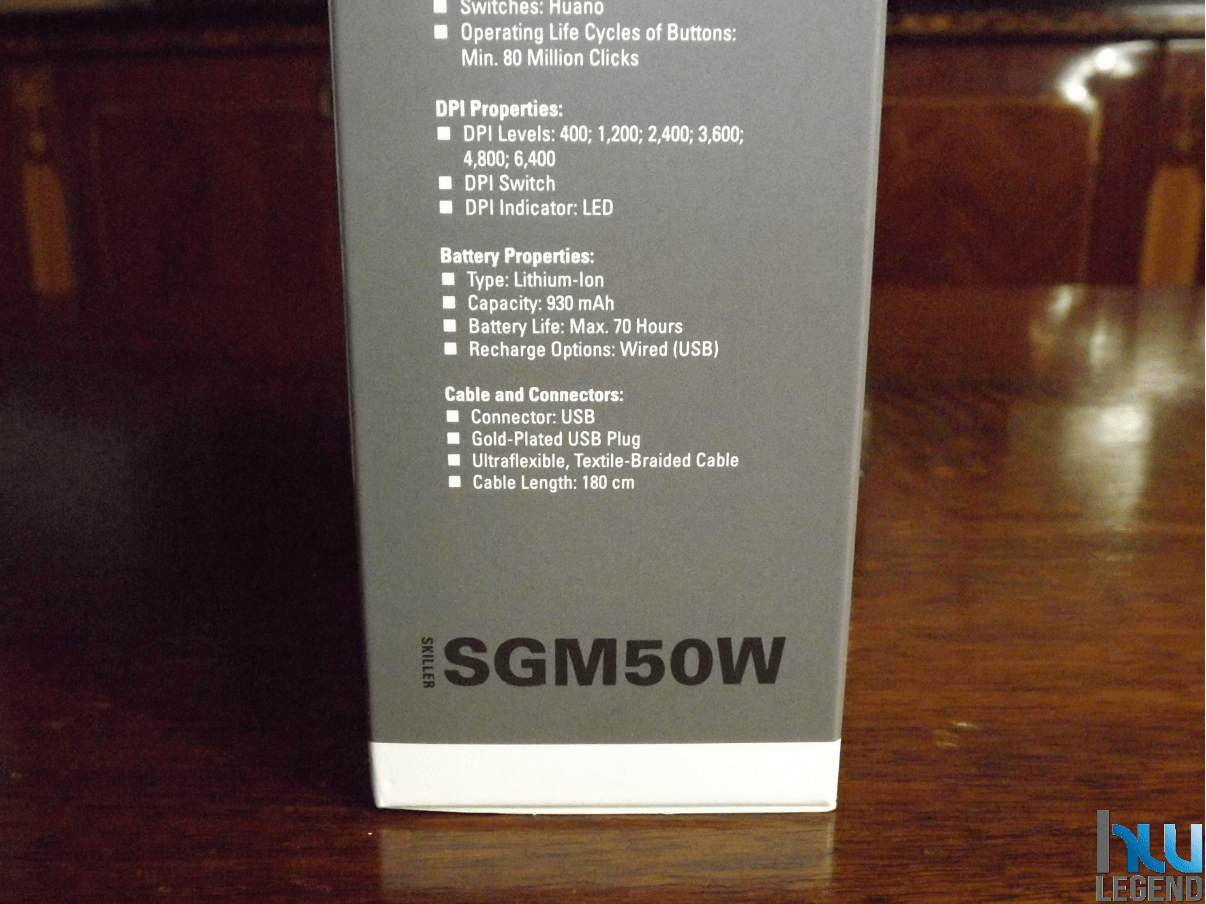 Switches: Huano
Operating Life Cycles of Buttons:
Min. 80 Million Clicks
DPI Properties:
DPI Levels: 400; 1,200; 2,400; 3,600;
4,800; 6,400
DPI Switch
DPI Indicator: LED
Battery Properties:
Type: Lithium-Ion
Capacity: 930 mAh
Battery Life: Max. 70 Hours
Recharge Options: Wired (USB)
Cable and Connectors:
Connector: USB
Gold-Plated USB Plug
Ultraflexible, Textile-Braided Cable
Cable Length: 180 cm
SKILLER
SGM50W
hw
LEGEND